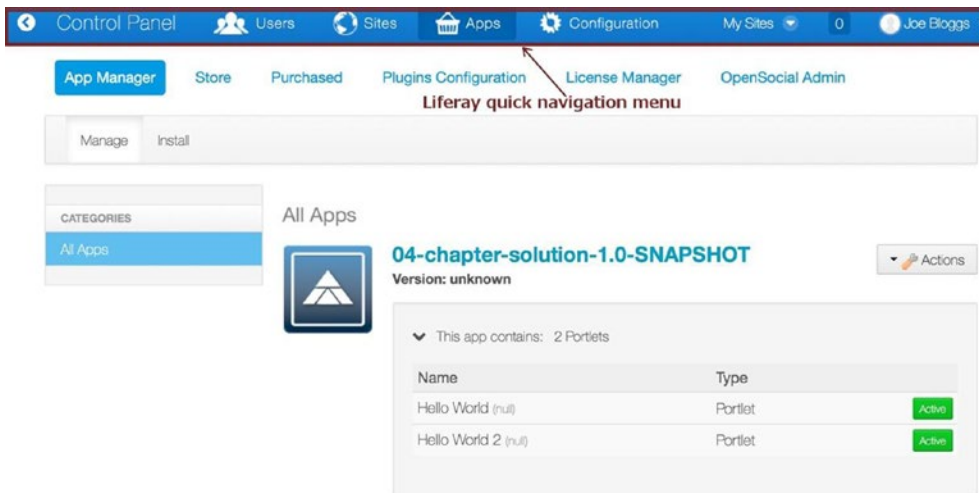 Control Panel Users Sites Apps Configuration My Sites 0 Joe Bloggs
App Manager Store Purchased Plugins Configuration License Manager OpenSocial Admin
Liferay quick navigation menu
Manage Install
CATEGORIES
All Apps
All Apps
04-chapter-solution-1.0-SNAPSHOT
Version: unknown
Actions
This app contains: 2 Portlets
Name Type
Hello World (null) Portlet Active
Hello World 2 (null) Portlet Active